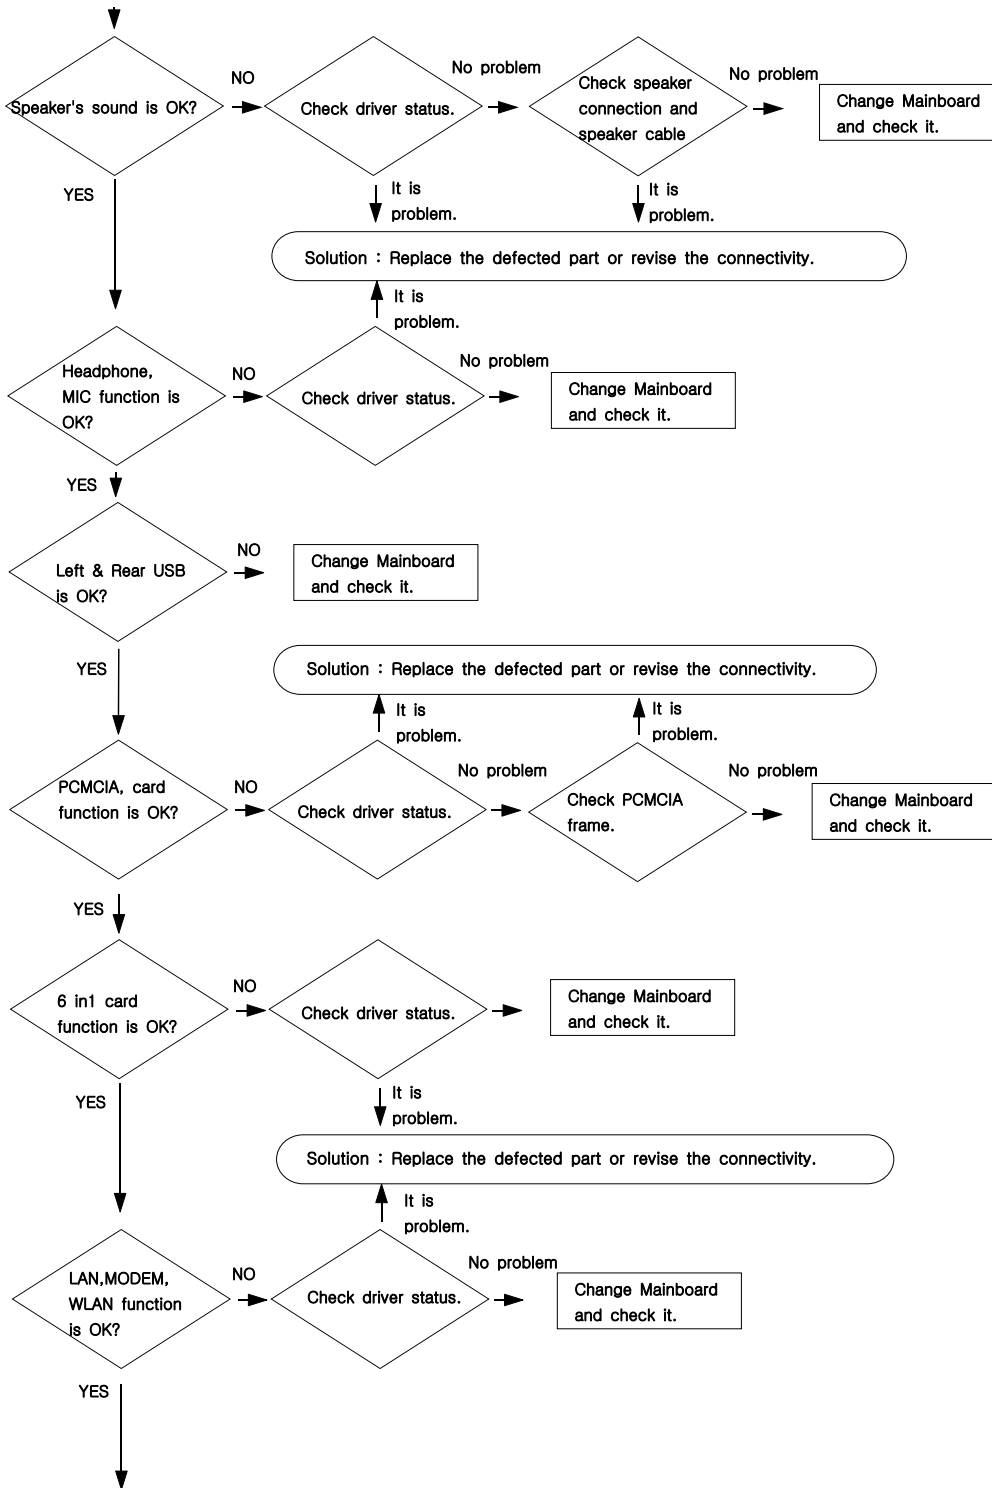 Speaker's sound is OK?
NO
Check driver status.
No problem
Check speaker
connection and
speaker cable
No problem
Change Mainboard
and check it.
YES
It is
problem.
It is
problem.
Solution : Replace the defected part or revise the connectivity.
It is
problem.
Headphone,
MIC function is
OK?
NO
Check driver status.
No problem
Change Mainboard
and check it.
YES
Left & Rear USB
is OK?
NO
Change Mainboard
and check it.
YES
Solution : Replace the defected part or revise the connectivity.
It is
problem.
It is
problem.
PCMCIA, card
function is OK?
NO
Check driver status.
No problem
Check PCMCIA
frame.
No problem
Change Mainboard
and check it.
YES
6 in1 card
function is OK?
NO
Check driver status.
Change Mainboard
and check it.
YES
It is
problem.
Solution : Replace the defected part or revise the connectivity.
It is
problem.
LAN,MODEM,
WLAN function
is OK?
NO
Check driver status.
No problem
Change Mainboard
and check it.
YES